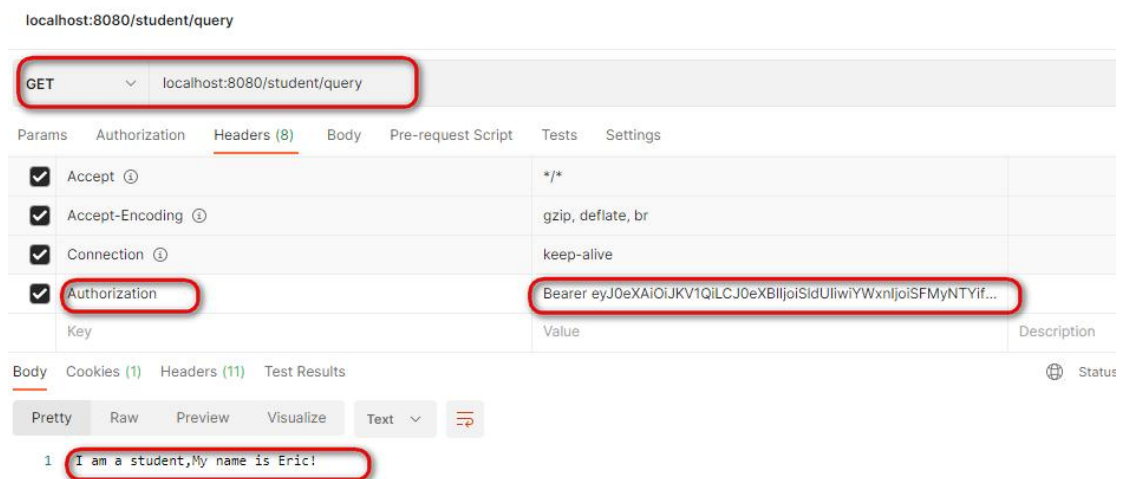 localhost:8080/student/query
GET localhost:8080/student/query
Params Authorization Headers (8) Body Pre-request Script Tests Settings
Accept */*
Accept-Encoding gzip, deflate, br
Connection keep-alive
Authorization Bearer eyJ0eXAiOiJKV1QiLCJ0eXBlIjoiSldUIiwiYWxnIjoiSFMyNTYif...
Key Value Description
Body Cookies (1) Headers (11) Test Results Status
Pretty Raw Preview Visualize Text
1 I am a student,My name is Eric!